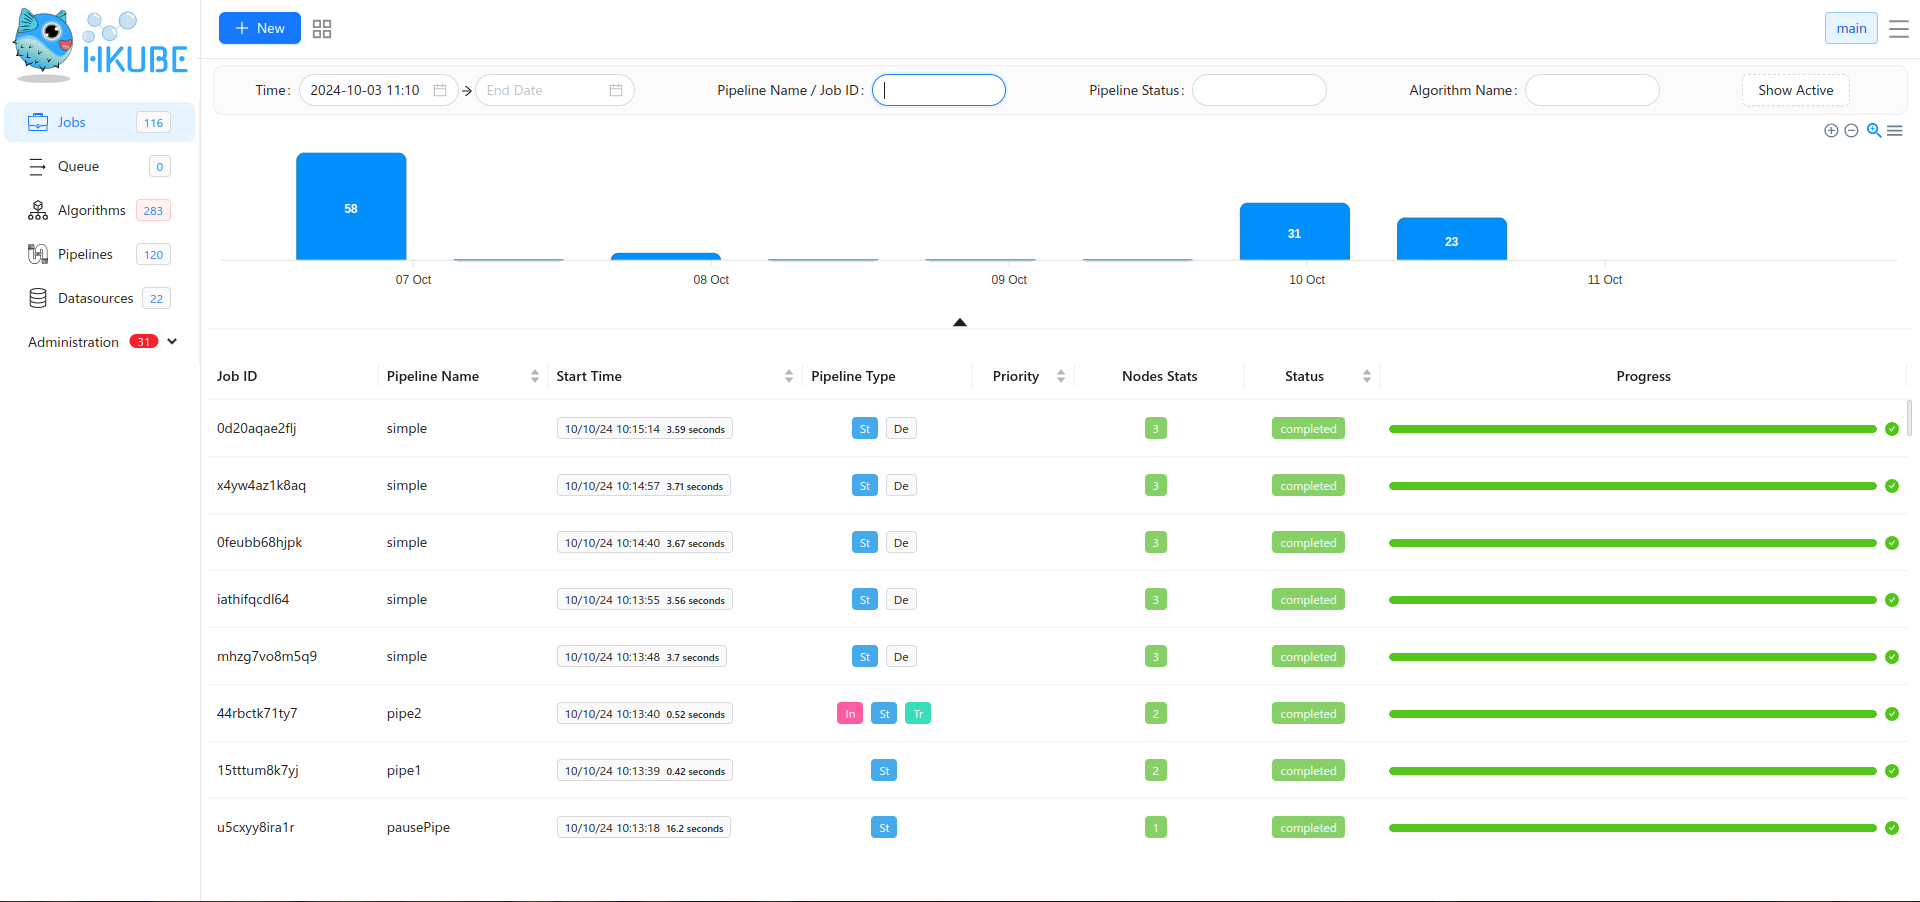 HKUBE
New
main
Time: 2024-10-03 11:10 End Date Pipeline Name / Job ID: Pipeline Status: Algorithm Name: Show Active
Jobs 116
Queue 0
Algorithms 283
Pipelines 120
Datasources 22
Administration 31
58 31 23
07 Oct 08 Oct 09 Oct 10 Oct 11 Oct
Job ID Pipeline Name Start Time Pipeline Type Priority Nodes Stats Status Progress
0d20aqae2flj simple 10/10/24 10:15:14 3.59 seconds St De 3 completed
x4yw4az1k8aq simple 10/10/24 10:14:57 3.71 seconds St De 3 completed
0feubb68hjpk simple 10/10/24 10:14:40 3.67 seconds St De 3 completed
iathifqcdl64 simple 10/10/24 10:13:55 3.56 seconds St De 3 completed
mhzg7vo8m5q9 simple 10/10/24 10:13:48 3.7 seconds St De 3 completed
44rbctk71ty7 pipe2 10/10/24 10:13:40 0.52 seconds In St Tr 2 completed
15tttum8k7yj pipe1 10/10/24 10:13:39 0.42 seconds St 2 completed
u5cxyy8ira1r pausePipe 10/10/24 10:13:18 16.2 seconds St 1 completed